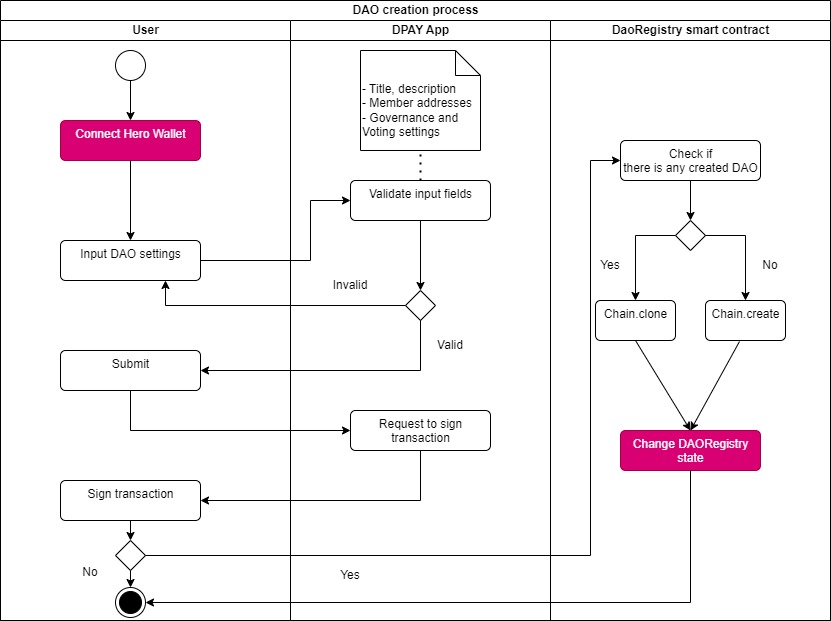 DAO creation process
User
DPAY App
DaoRegistry smart contract
- Title, description
- Member addresses
- Governance and
Voting settings
Connect Hero Wallet
Check if
there is any created DAO
Validate input fields
Input DAO settings
Yes
No
Invalid
Chain.clone
Chain.create
Valid
Submit
Request to sign
transaction
Change DAORegistry
state
Sign transaction
No
Yes